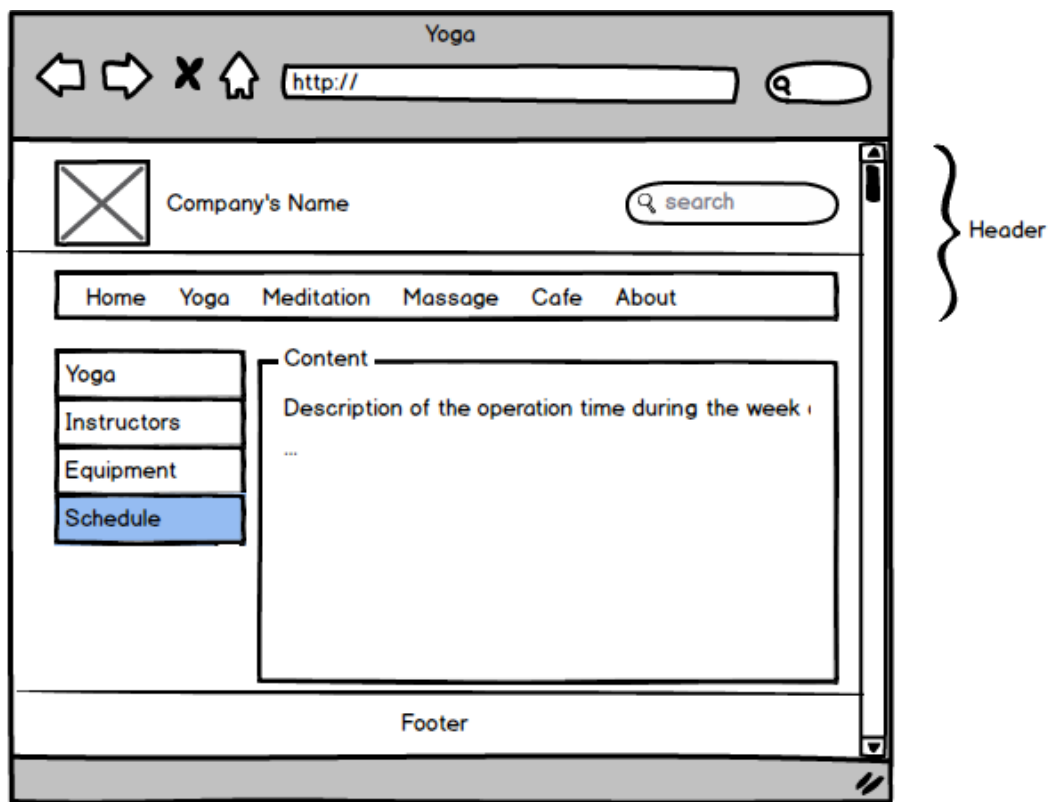 Yoga
http://
Company's Name
search
Header
Home Yoga Meditation Massage Cafe About
Yoga
Instructors
Equipment
Schedule
Content
Description of the operation time during the week
...
Footer